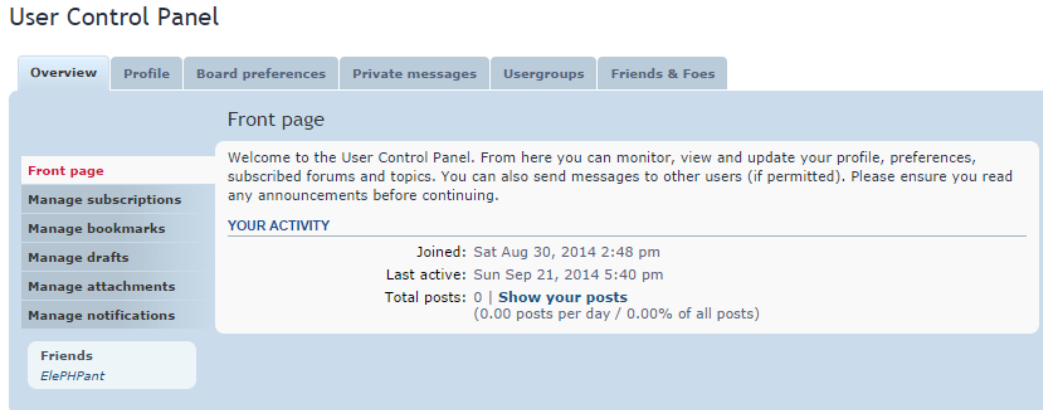 User Control Panel
Overview Profile Board preferences Private messages Usergroups Friends & Foes
Front page
Front page
Manage subscriptions
Manage bookmarks
Manage drafts
Manage attachments
Manage notifications
Friends
ElePHPant
Welcome to the User Control Panel. From here you can monitor, view and update your profile, preferences,
subscribed forums and topics. You can also send messages to other users (if permitted). Please ensure you read
any announcements before continuing.
YOUR ACTIVITY
Joined: Sat Aug 30, 2014 2:48 pm
Last active: Sun Sep 21, 2014 5:40 pm
Total posts: 0 | Show your posts
(0.00 posts per day / 0.00% of all posts)